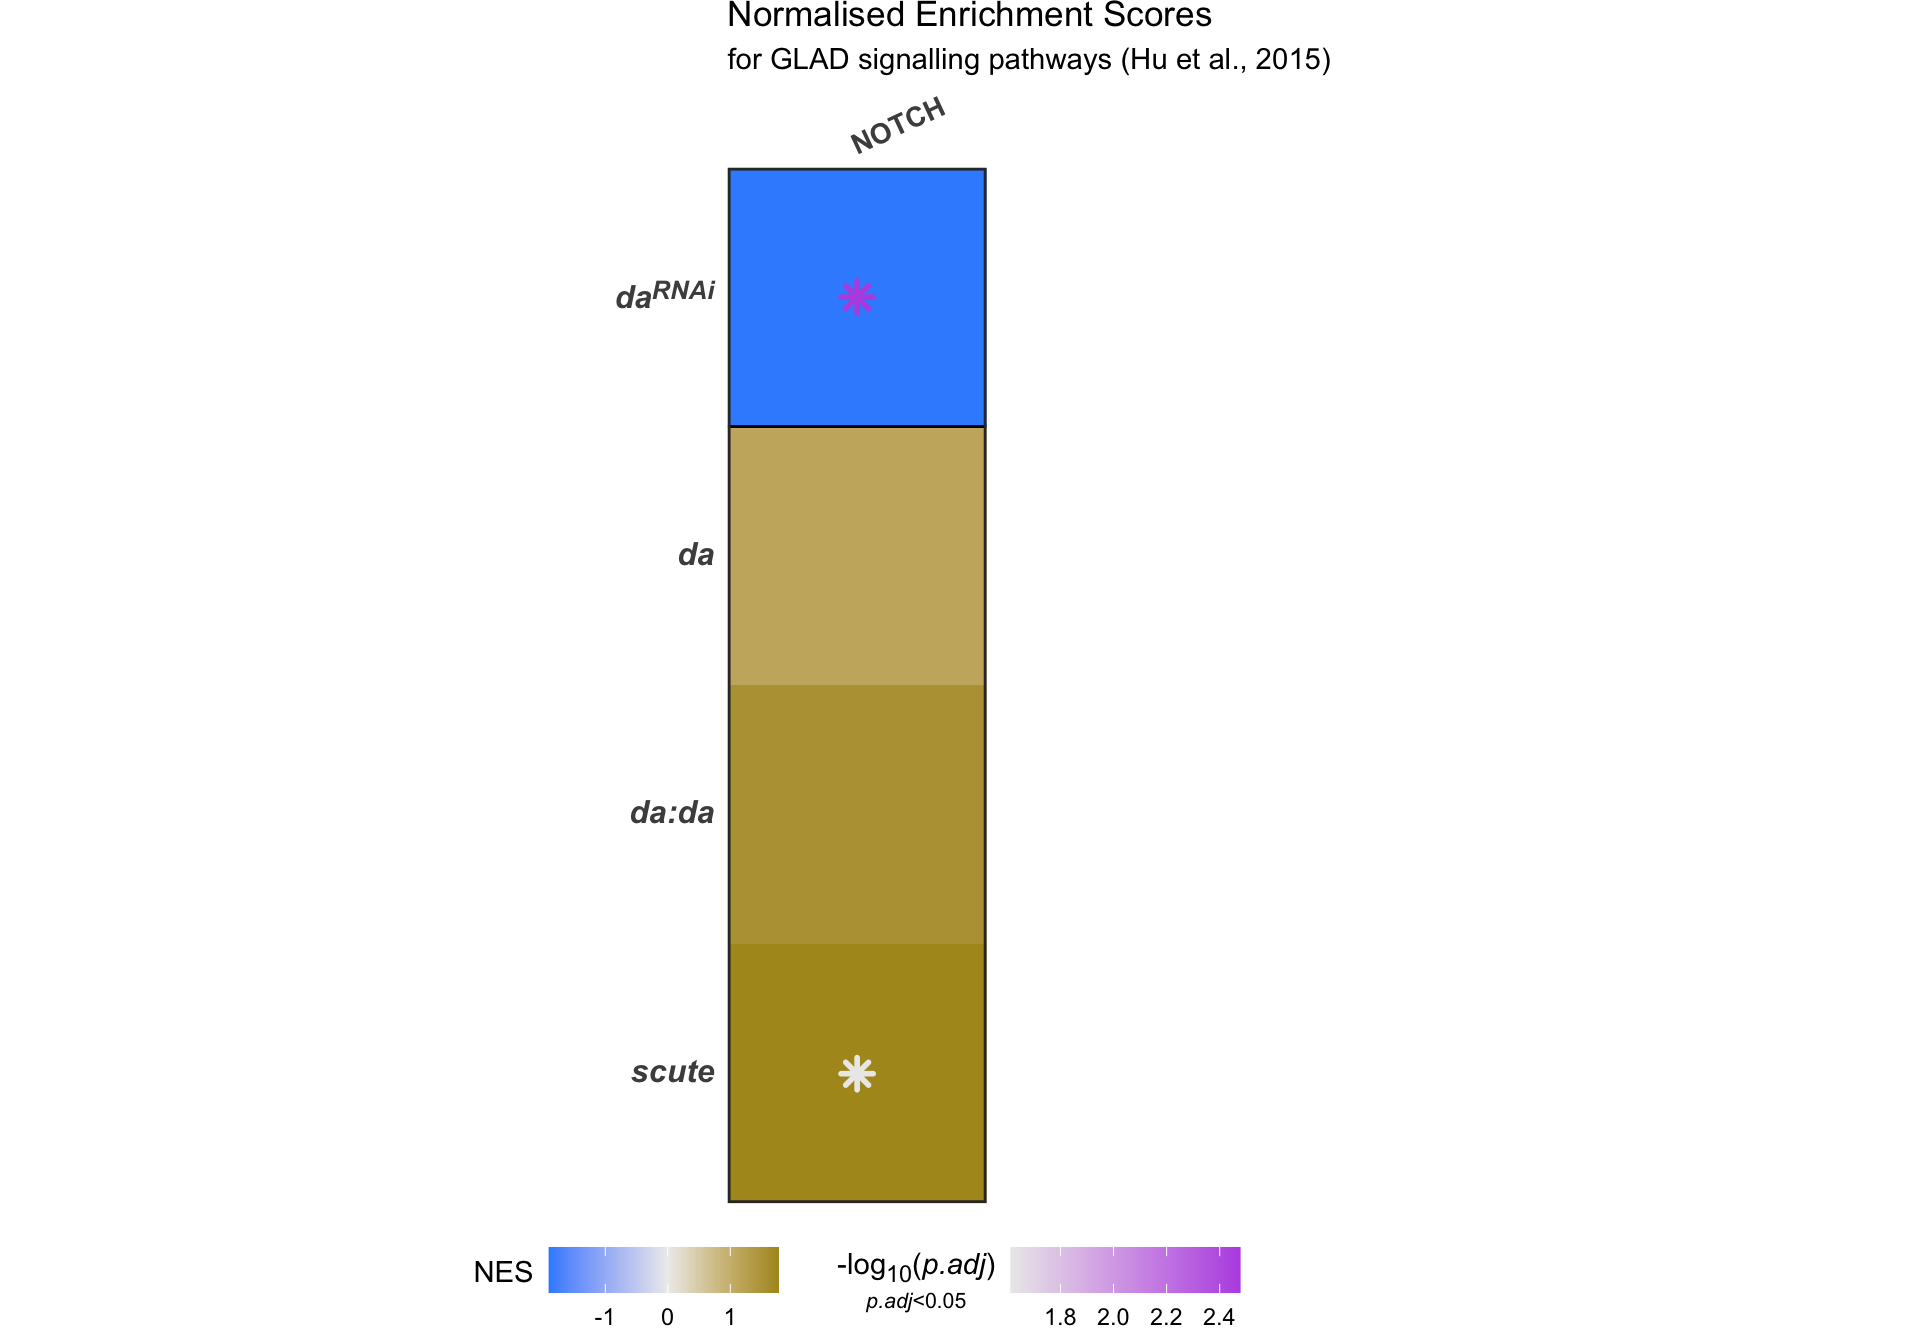 Normalised Enrichment Scores
for GLAD signalling pathways (Hu et al., 2015)
NOTCH
daRNAi
da
da:da
scute
NES
-1 0 1
-log10(p.adj)
p.adj<0.05
1.8 2.0 2.2 2.4